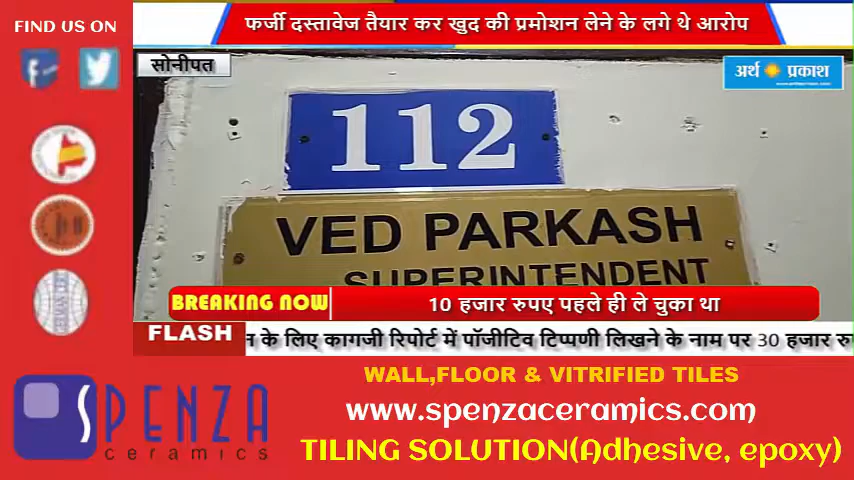 FIND US ON
फर्जी दस्तावेज तैयार कर खुद की प्रमोशन लेने के लगे थे आरोप
सोनीपत
अर्थ प्रकाश
112
VED PARKASH
SUPERINTENDENT
BREAKING NOW
10 हजार रुपए पहले ही ले चुका था
FLASH
न के लिए कागजी रिपोर्ट में पॉजीटिव टिप्पणी लिखने के नाम पर 30 हजार रु
SPENZA
ceramics
WALL,FLOOR & VITRIFIED TILES
www.spenzaceramics.com
TILING SOLUTION(Adhesive, epoxy)